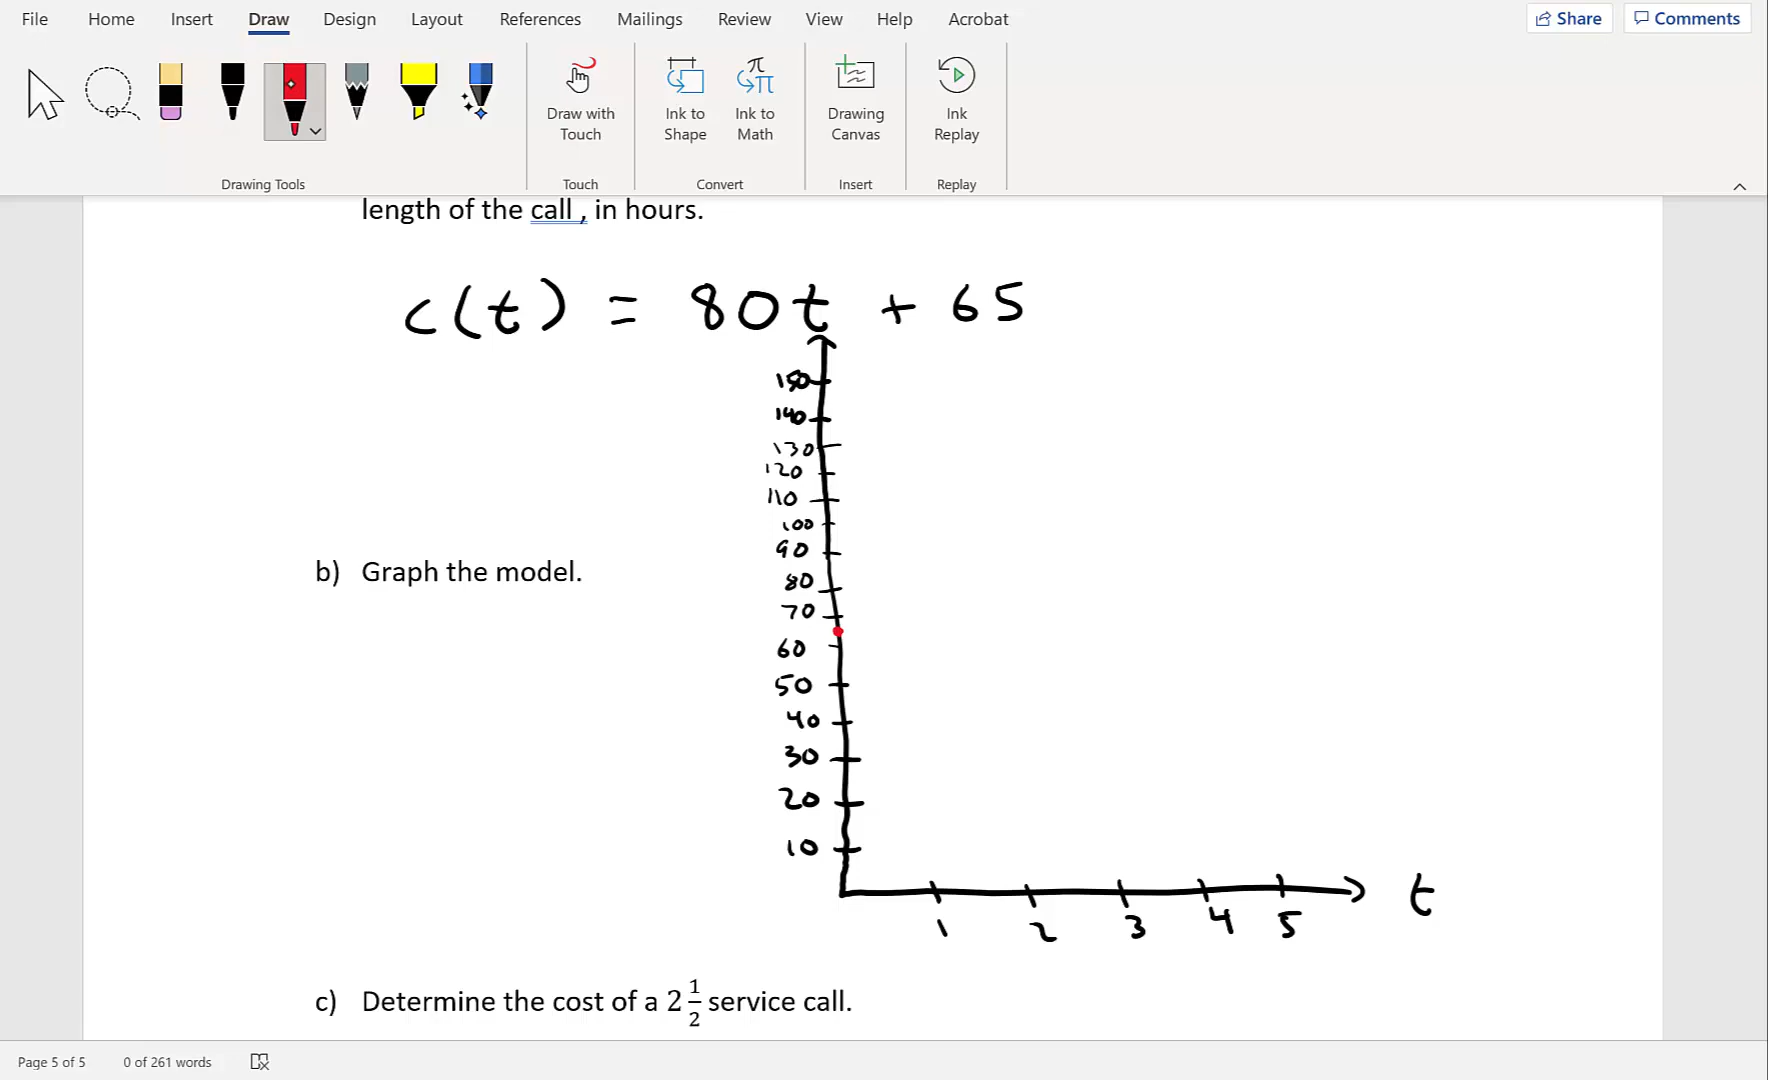 File Home Insert Draw Design Layout References Mailings Review View Help Acrobat Share Comments
Draw with Touch
Ink to Shape
Ink to Math
Drawing Canvas
Ink Replay
Drawing Tools Touch Convert Insert Replay
length of the call , in hours.
c(t) = 80t + 65
150
140
130
120
110
100
90
b) Graph the model.
80
70
60
50
40
30
20
10
t
1 2 3 4 5
c) Determine the cost of a 2 1/2 service call.
Page 5 of 5 0 of 261 words